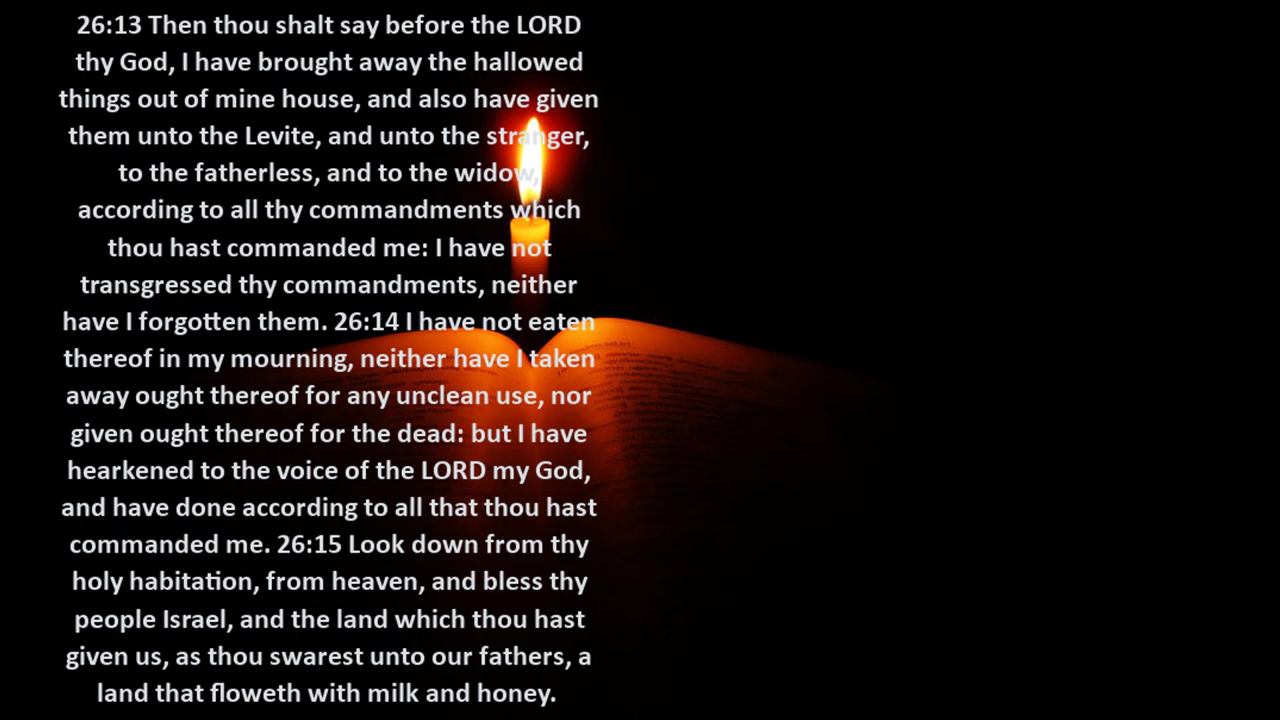 26:13 Then thou shalt say before the LORD
thy God, I have brought away the hallowed
things out of mine house, and also have given
them unto the Levite, and unto the stranger,
to the fatherless, and to the widow,
according to all thy commandments which
thou hast commanded me: I have not
transgressed thy commandments, neither
have I forgotten them. 26:14 I have not eaten
thereof in my mourning, neither have I taken
away ought thereof for any unclean use, nor
given ought thereof for the dead: but I have
hearkened to the voice of the LORD my God,
and have done according to all that thou hast
commanded me. 26:15 Look down from thy
holy habitation, from heaven, and bless thy
people Israel, and the land which thou hast
given us, as thou swarest unto our fathers, a
land that floweth with milk and honey.